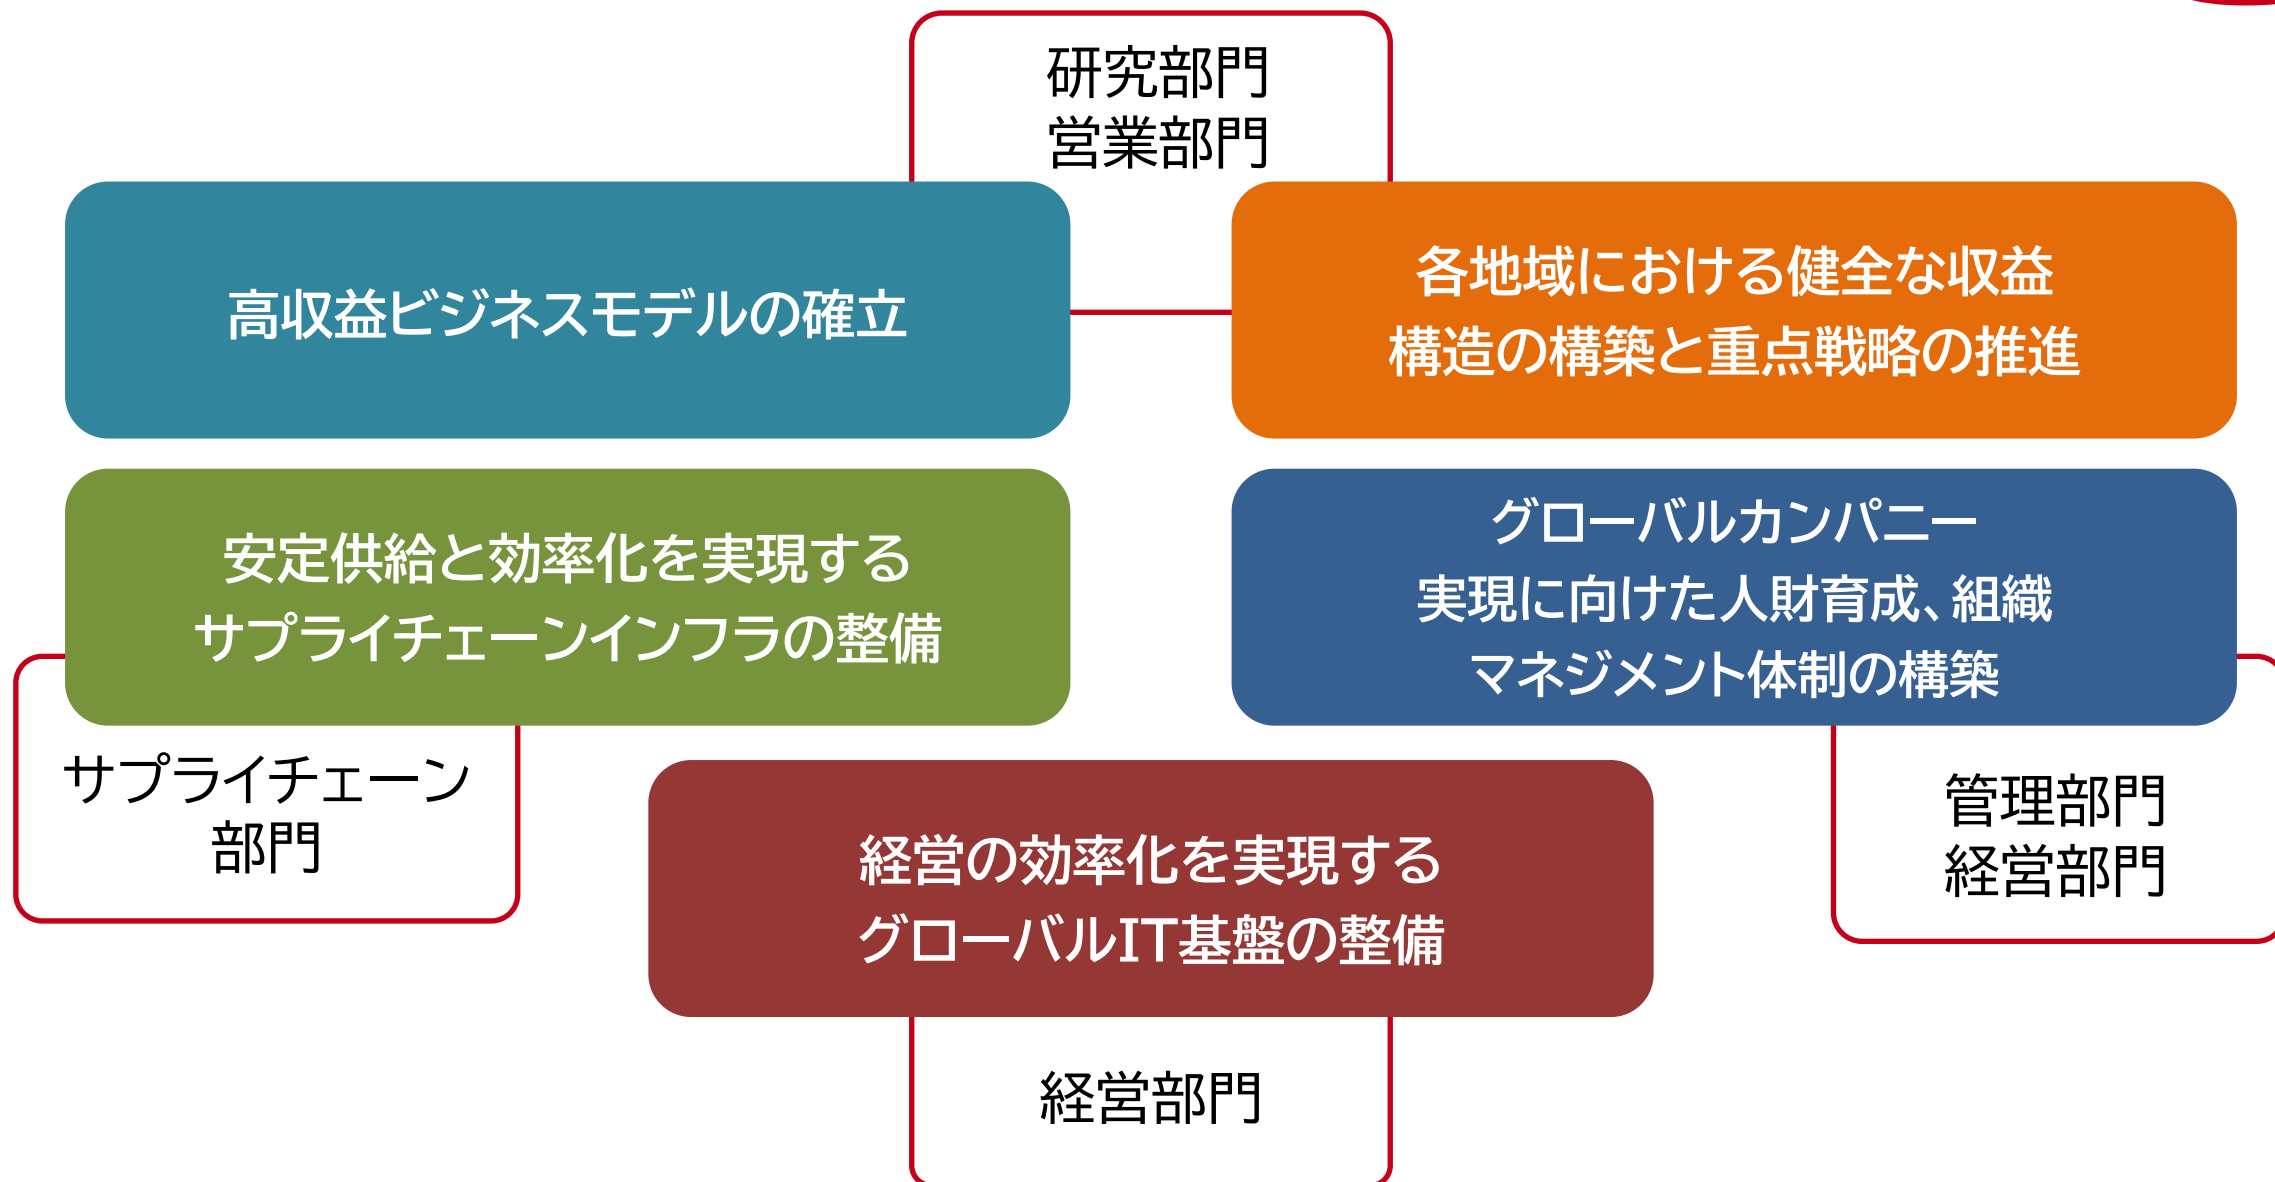 研究部門
営業部門
高収益ビジネスモデルの確立
各地域における健全な収益
構造の構築と重点戦略の推進
安定供給と効率化を実現する
サプライチェーンインフラの整備
グローバルカンパニー
実現に向けた人財育成、組織
マネジメント体制の構築
サプライチェーン
部門
経営の効率化を実現する
グローバルIT基盤の整備
管理部門
経営部門
経営部門